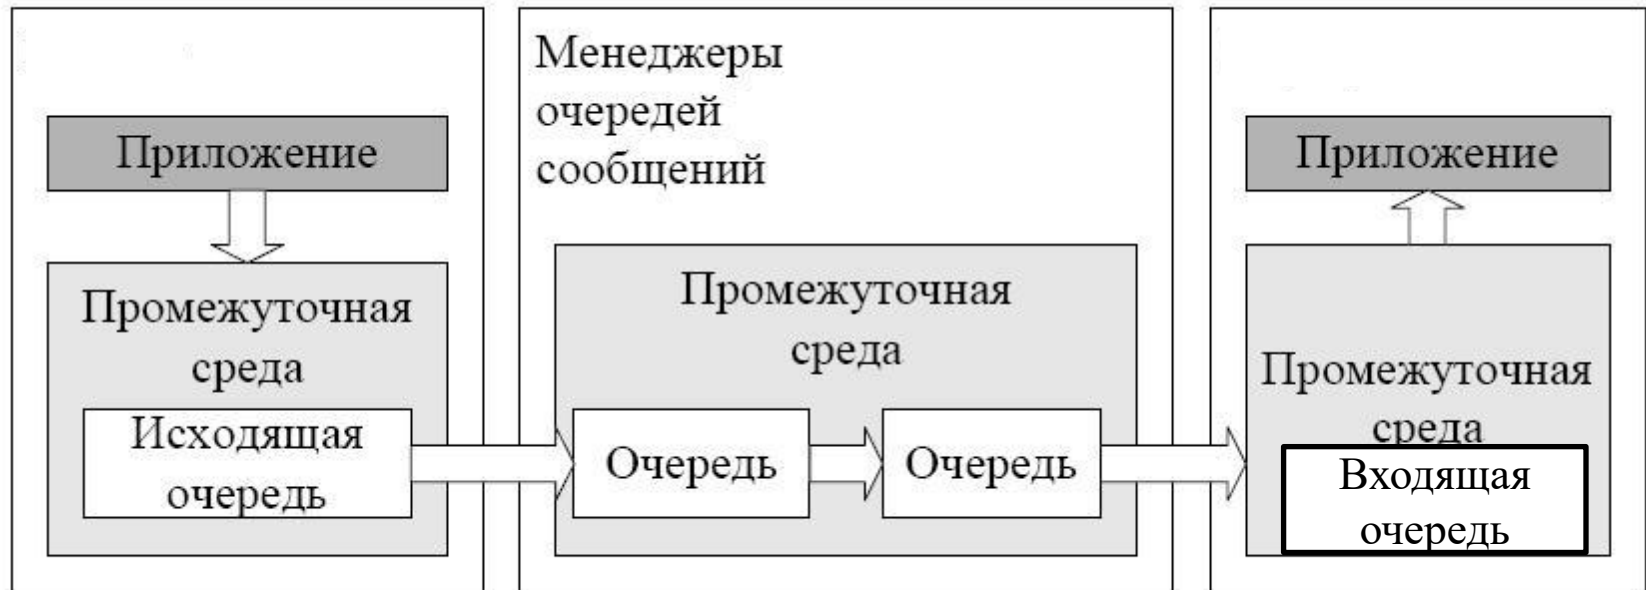 Приложение
Промежуточная
среда
Исходящая
очередь
Менеджеры
очередей
сообщений
Промежуточная
среда
Очередь
Очередь
Приложение
Промежуточная
среда
Входящая
очередь